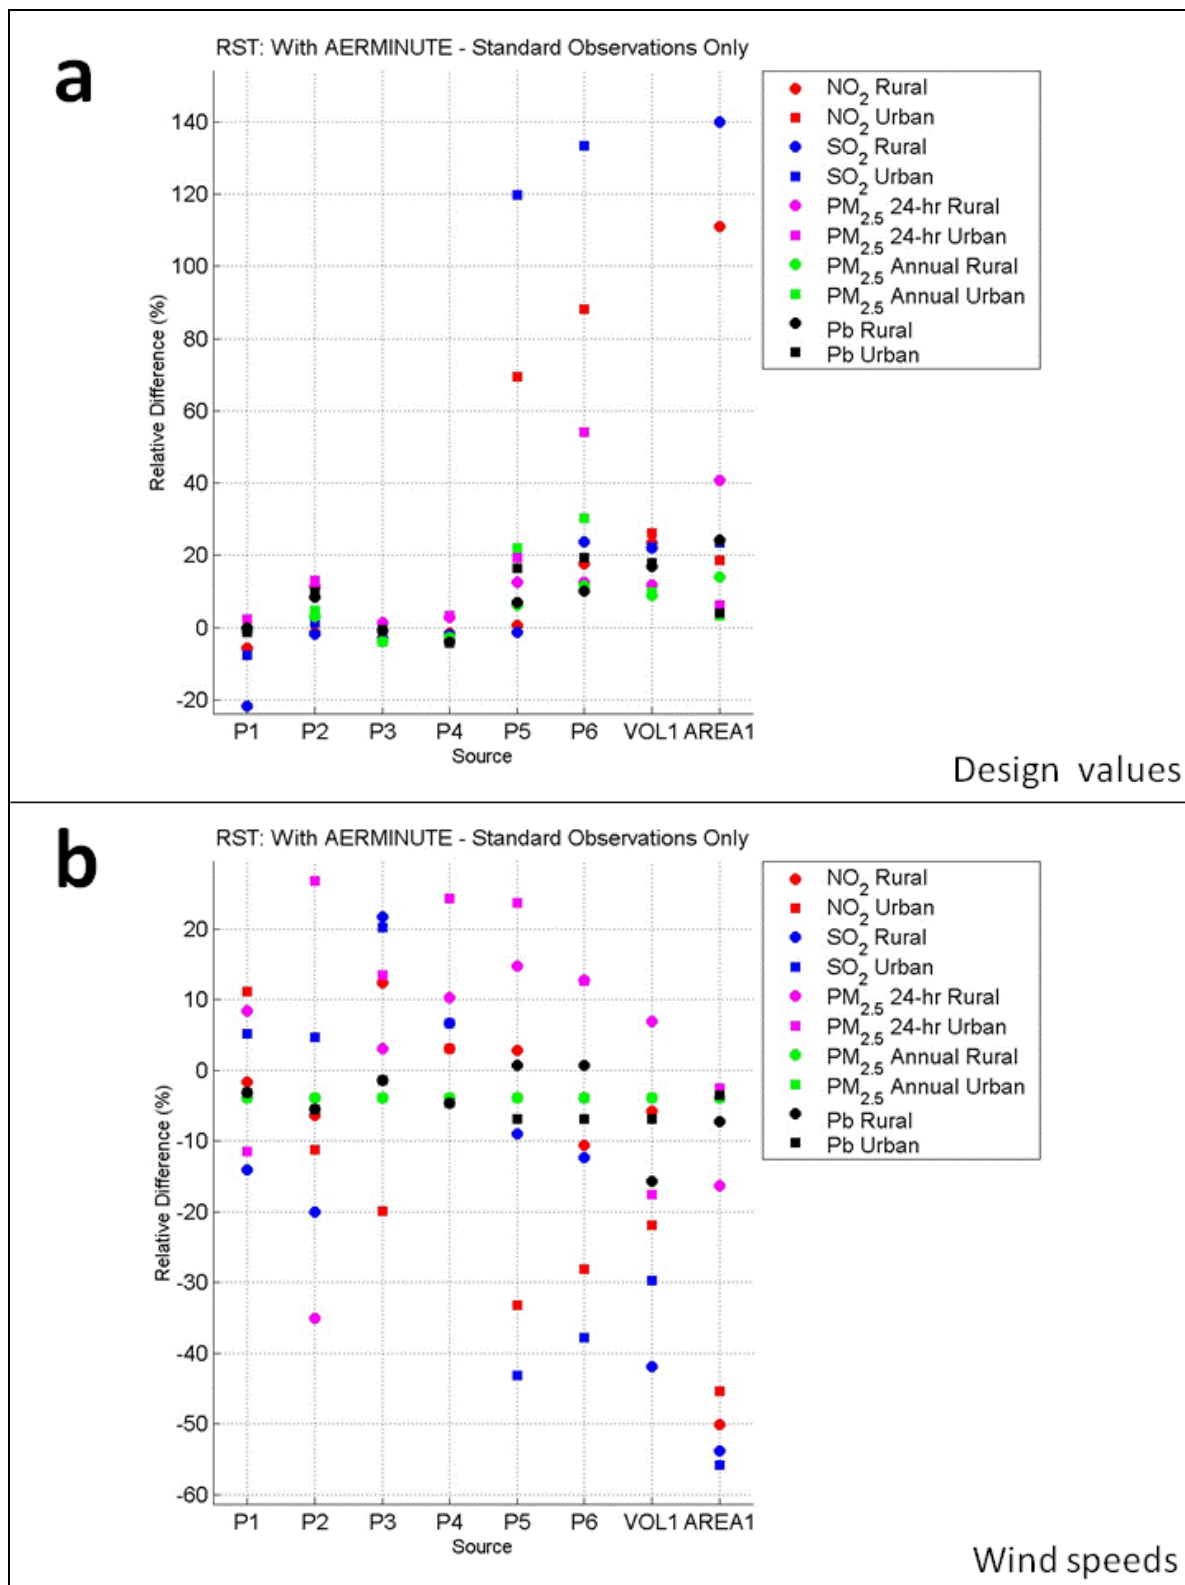 a
RST: With AERMINUTE - Standard Observations Only
140
120
100
80
60
40
20
0
-20
Relative Difference (%)
P1 P2 P3 P4 P5 P6 VOL1 AREA1
Source
NO2 Rural
NO2 Urban
SO2 Rural
SO2 Urban
PM2.5 24-hr Rural
PM2.5 24-hr Urban
PM2.5 Annual Rural
PM2.5 Annual Urban
Pb Rural
Pb Urban
Design values
b
RST: With AERMINUTE - Standard Observations Only
20
10
0
-10
-20
-30
-40
-50
-60
Relative Difference (%)
P1 P2 P3 P4 P5 P6 VOL1 AREA1
Source
NO2 Rural
NO2 Urban
SO2 Rural
SO2 Urban
PM2.5 24-hr Rural
PM2.5 24-hr Urban
PM2.5 Annual Rural
PM2.5 Annual Urban
Pb Rural
Pb Urban
Wind speeds